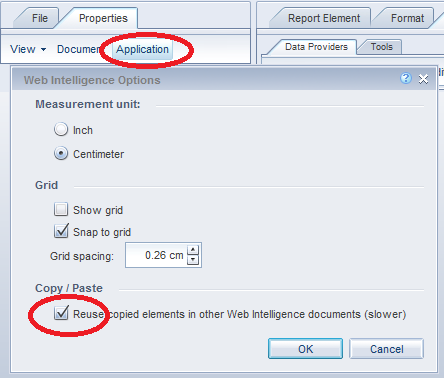 File Properties Report Element Format
View Document Application Data Providers Tools
Web Intelligence Options
Measurement unit:
Inch
Centimeter
Grid
Show grid
Snap to grid
Grid spacing: 0.26 cm
Copy / Paste
Reuse copied elements in other Web Intelligence documents (slower)
OK Cancel